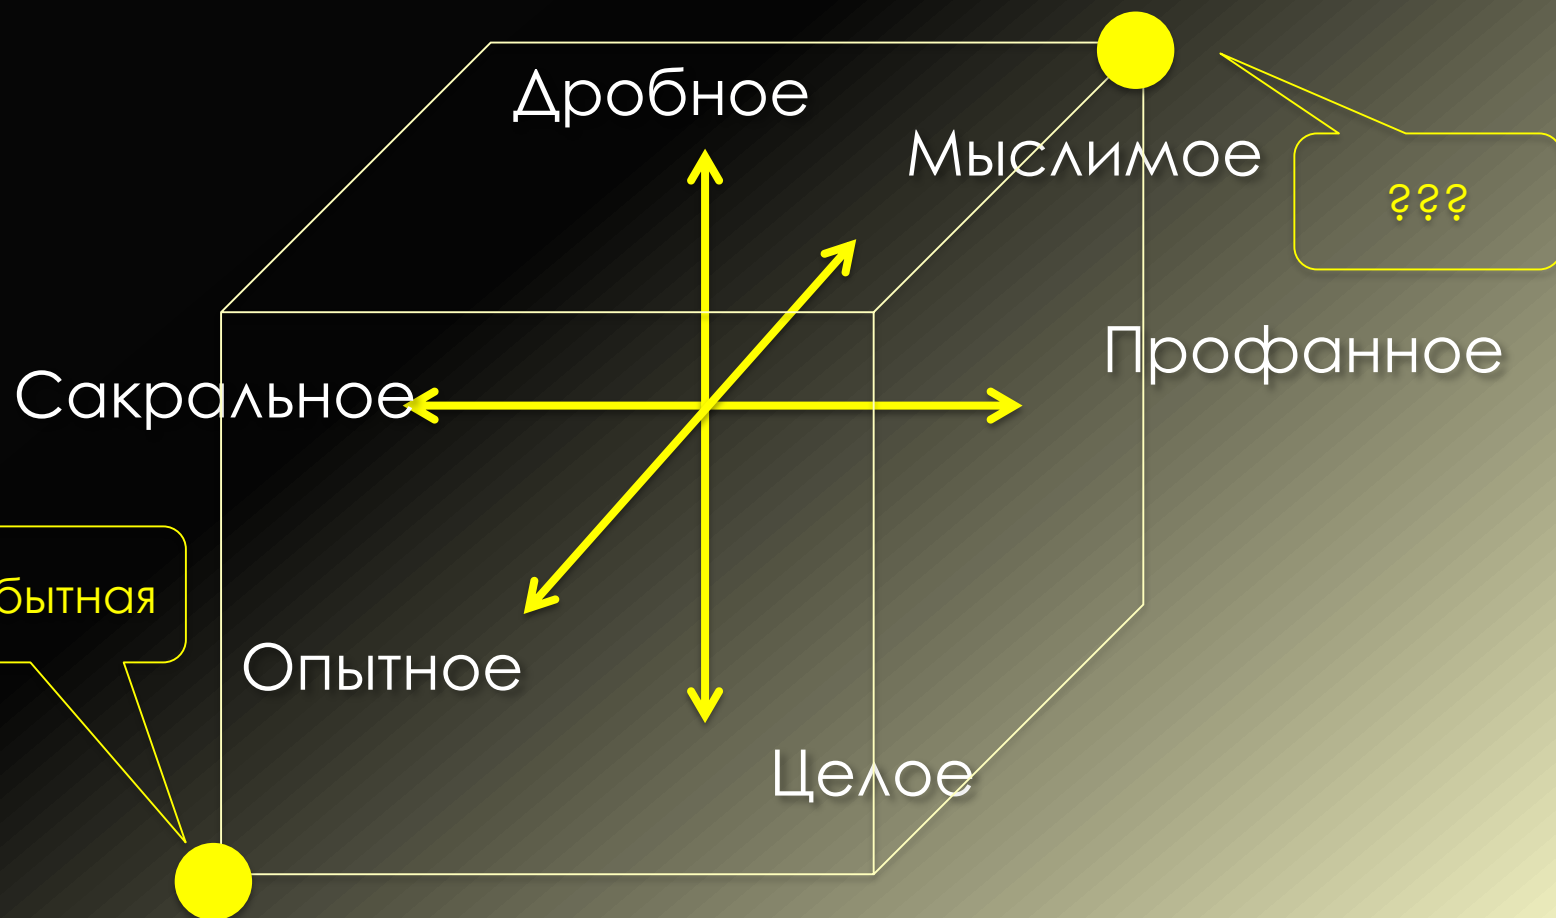 Дробное
Мыслимое
???
Профанное
Сакральное
бытная
Опытное
Целое